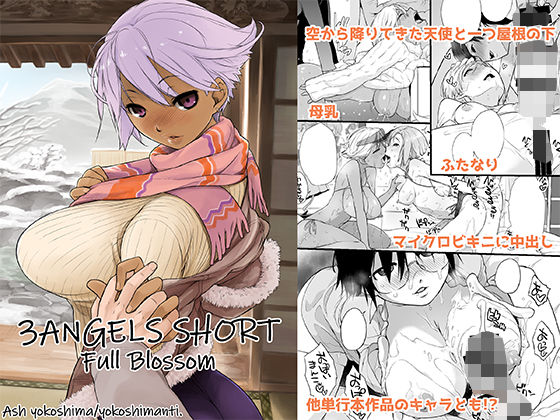 3ANGELS SHORT
Full Blossom
Ash yokoshima/yokoshimanti.
空から降りてきた天使と一つ屋根の下
母乳
ふたなり
マイクロビキニに中出し
他単行本作品のキャラとも!?